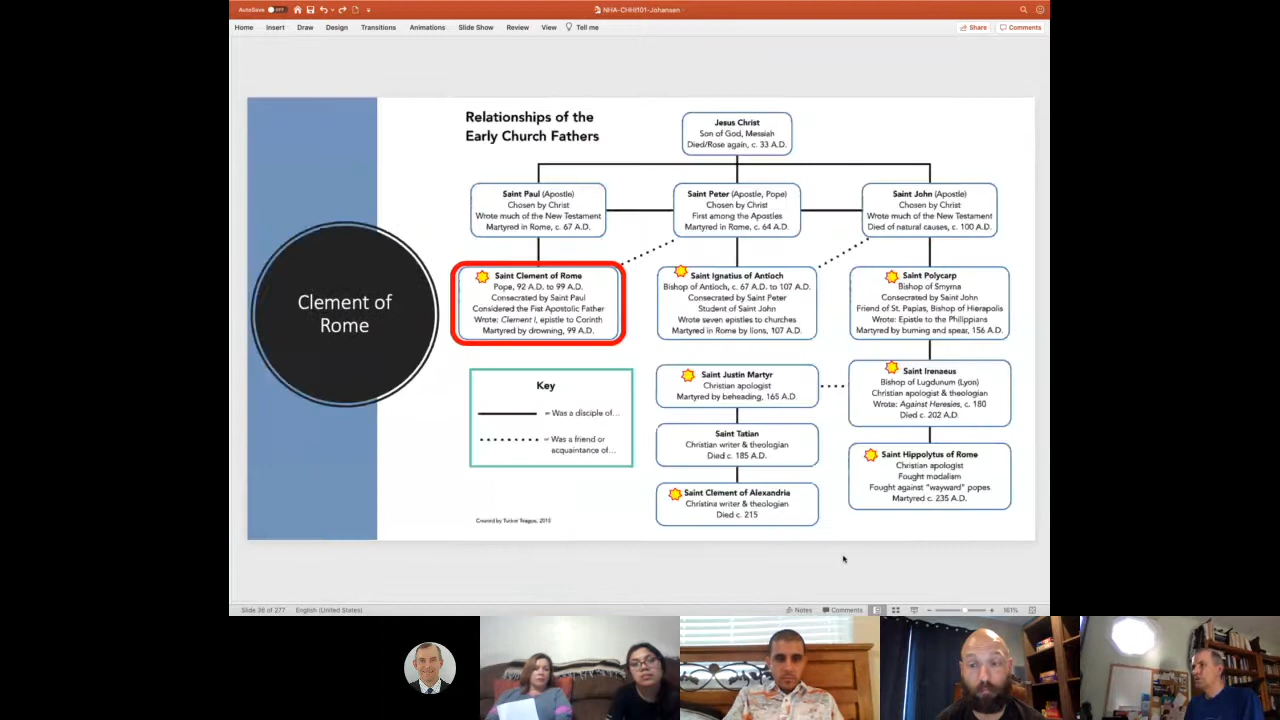 AutoSave OFF
NHA-CHHI101-Johansen
Home Insert Draw Design Transitions Animations Slide Show Review View Tell me
Share Comments
Relationships of the
Early Church Fathers
Jesus Christ
Son of God, Messiah
Died/Rose again, c. 33 A.D.
Saint Paul (Apostle)
Chosen by Christ
Wrote much of the New Testament
Martyred in Rome, c. 67 A.D.
Saint Peter (Apostle, Pope)
Chosen by Christ
First among the Apostles
Martyred in Rome, c. 64 A.D.
Saint John (Apostle)
Chosen by Christ
Wrote much of the New Testament
Died of natural causes, c. 100 A.D.
Clement of
Rome
Saint Clement of Rome
Pope, 92 A.D. to 99 A.D.
Consecrated by Saint Paul
Considered the Fist Apostolic Father
Wrote: Clement I, epistle to Corinth
Martyred by drowning, 99 A.D.
Saint Ignatius of Antioch
Bishop of Antioch, c. 67 A.D. to 107 A.D.
Consecrated by Saint Peter
Student of Saint John
Wrote seven epistles to churches
Martyred in Rome by lions, 107 A.D.
Saint Polycarp
Bishop of Smyrna
Consecrated by Saint John
Friend of St. Papias, Bishop of Hierapolis
Wrote: Epistle to the Philippians
Martyred by burning and spear, 156 A.D.
Key
= Was a disciple of...
= Was a friend or
acquaintance of...
Saint Justin Martyr
Christian apologist
Martyred by beheading, 165 A.D.
Saint Irenaeus
Bishop of Lugdunum (Lyon)
Christian apologist & theologian
Wrote: Against Heresies, c. 180
Died c. 202 A.D.
Saint Tatian
Christian writer & theologian
Died c. 185 A.D.
Saint Hippolytus of Rome
Christian apologist
Fought modalism
Fought against "wayward" popes
Martyred c. 235 A.D.
Saint Clement of Alexandria
Christina writer & theologian
Died c. 215
Created by Tucker 2015
Slide 36 of 277 English (United States)
Notes Comments 161%